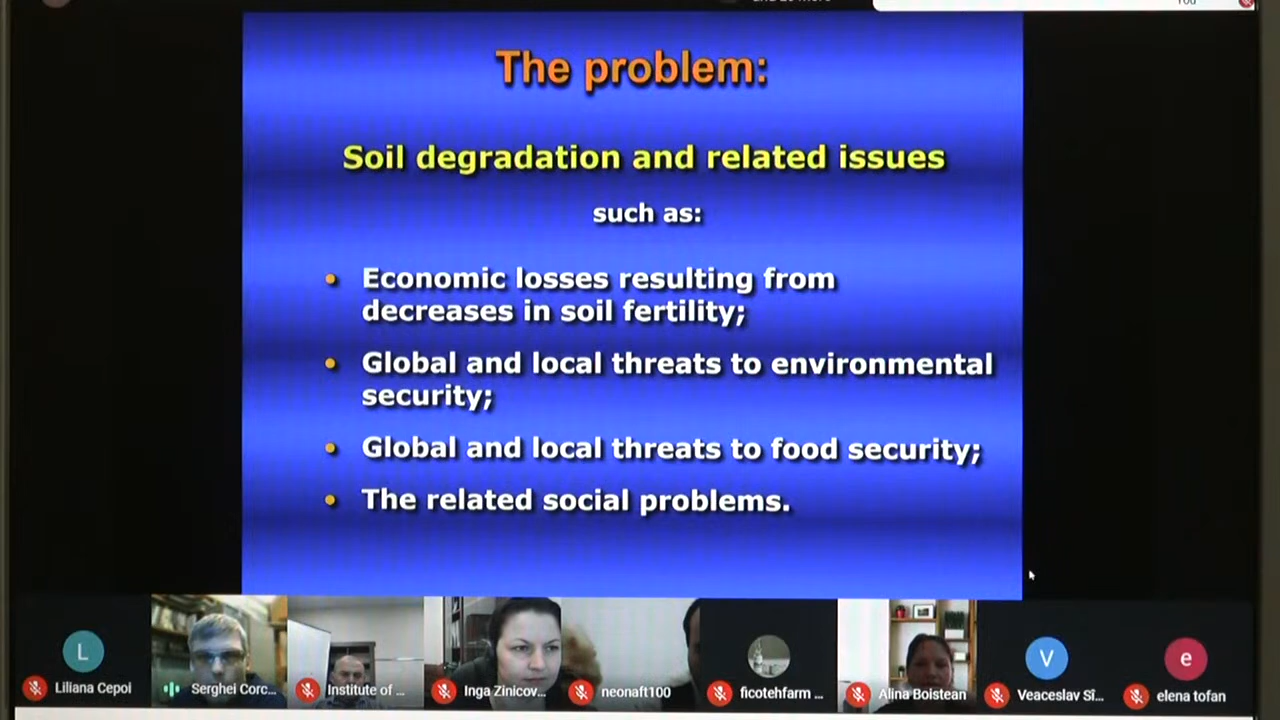 You
The problem:
Soil degradation and related issues
such as:
• Economic losses resulting from
decreases in soil fertility;
• Global and local threats to environmental
security;
• Global and local threats to food security;
• The related social problems.
L
Liliana Cepoi
Serghei Corc...
Institute of ...
Inga Zinicov...
neonaft100
ficotehfarm ...
Alina Boistean
V
Veaceslav Sî...
e
elena tofan